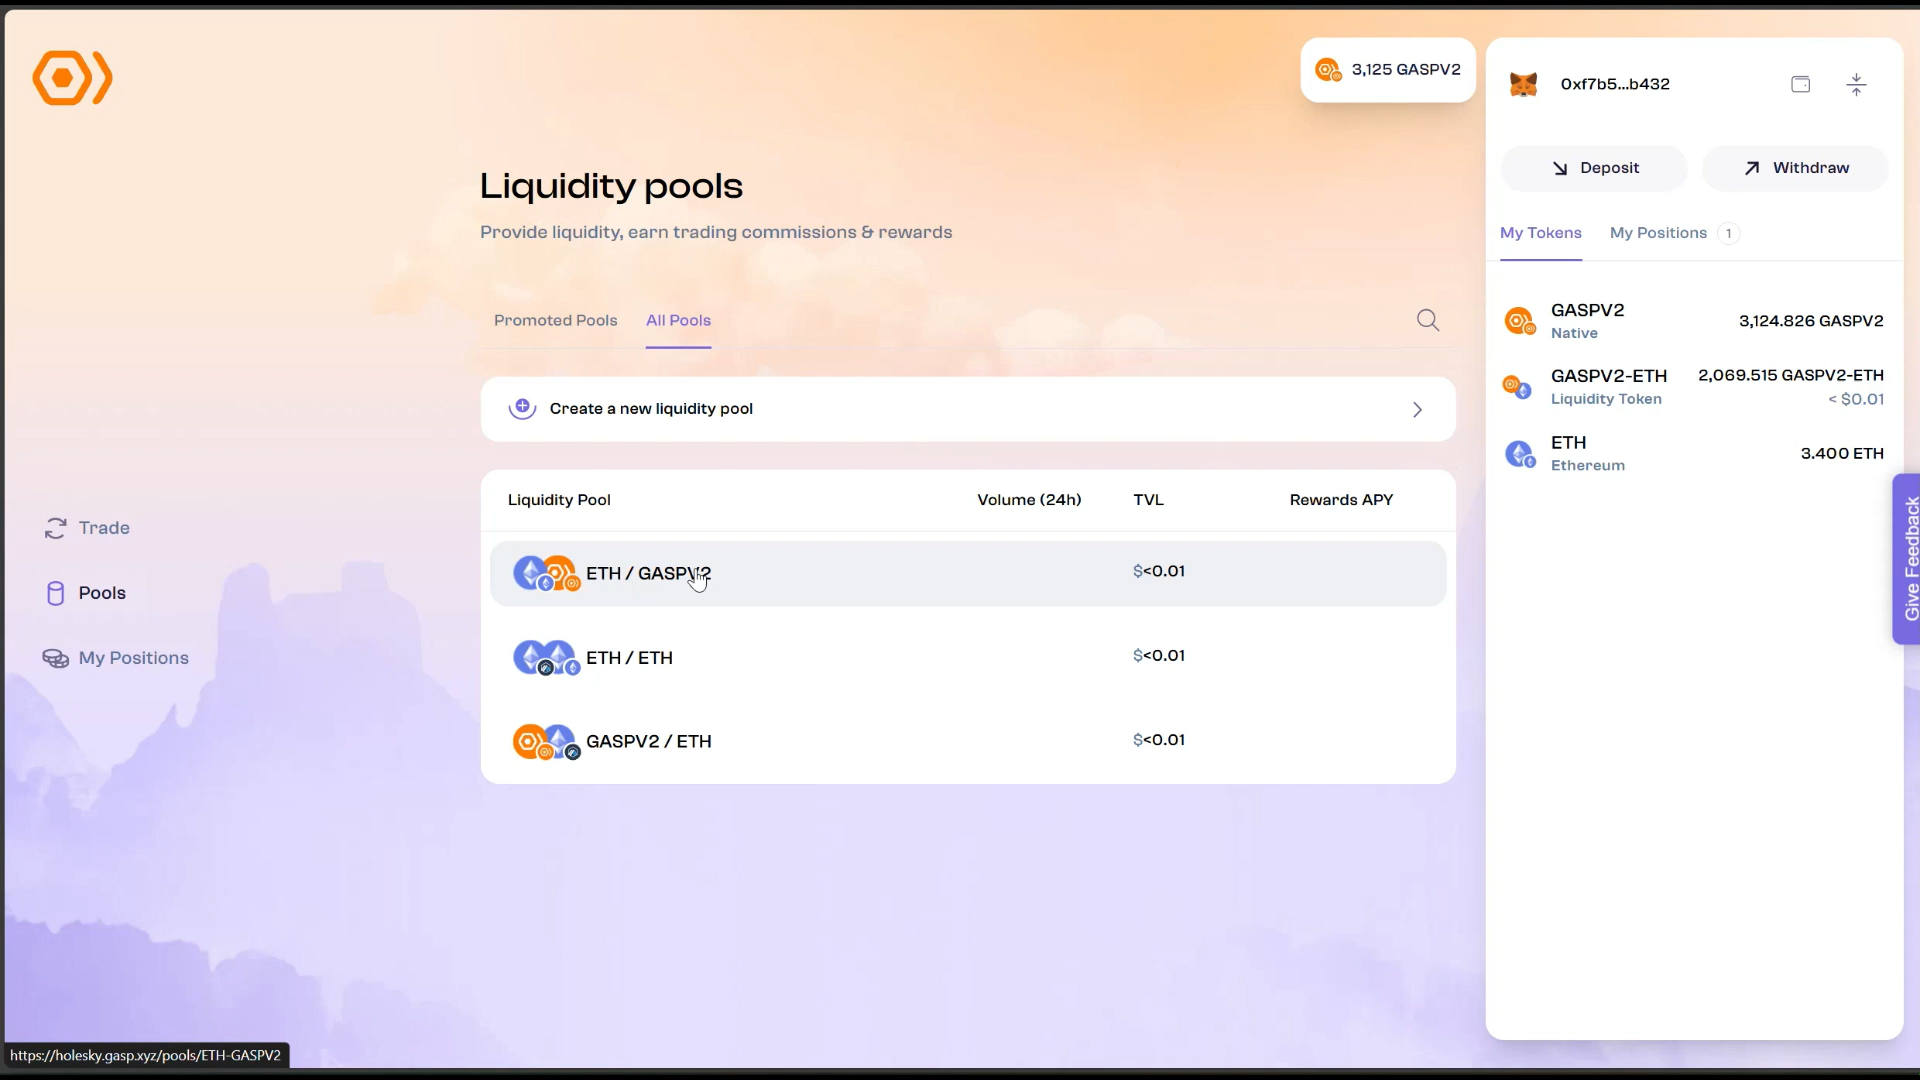 3,125 GASPV2
0xf7b5...b432
Deposit
Withdraw
My Tokens
My Positions 1
GASPV2
Native
3,124.826 GASPV2
GASPV2-ETH
Liquidity Token
2,069.515 GASPV2-ETH
< $0.01
ETH
Ethereum
3.400 ETH
Liquidity pools
Provide liquidity, earn trading commissions & rewards
Promoted Pools
All Pools
Create a new liquidity pool
Liquidity Pool
Volume (24h)
TVL
Rewards APY
ETH / GASPV2
$<0.01
ETH / ETH
$<0.01
GASPV2 / ETH
$<0.01
Trade
Pools
My Positions
Give Feedback
https://holesky.gasp.xyz/pools/ETH-GASPV2